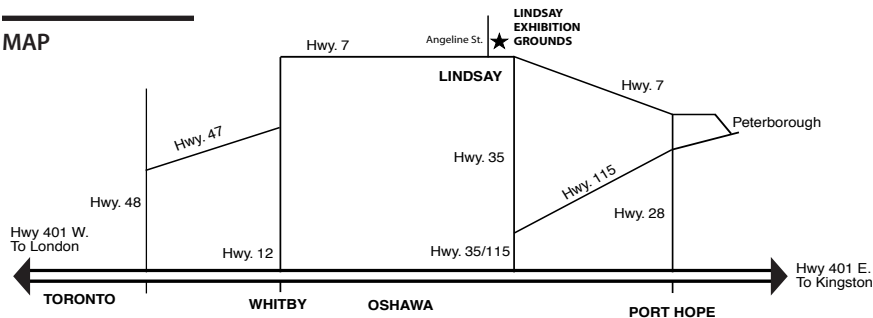 MAP
LINDSAY
EXHIBITION
GROUNDS
Angeline St.
Hwy. 7
LINDSAY
Hwy. 7
Peterborough
Hwy. 47
Hwy. 35
Hwy. 115
Hwy. 48
Hwy. 28
Hwy 401 W.
To London
Hwy. 12
Hwy. 35/115
Hwy 401 E.
To Kingston
TORONTO
WHITBY
OSHAWA
PORT HOPE